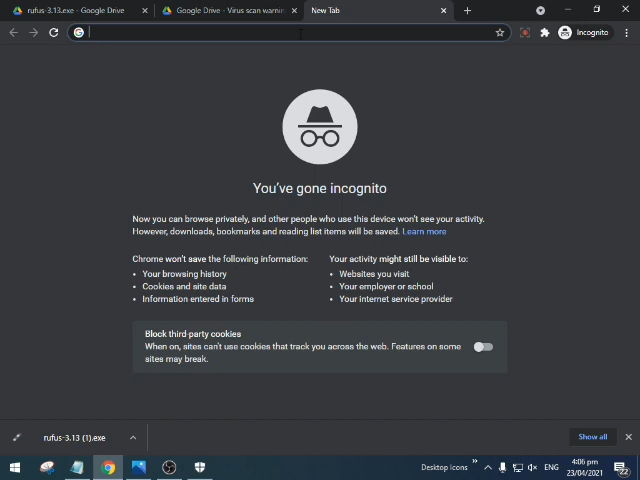 rufus-3.13.exe - Google Drive
Google Drive - Virus scan warnin
New Tab
Incognito
You've gone incognito
Now you can browse privately, and other people who use this device won't see your activity.
However, downloads, bookmarks and reading list items will be saved. Learn more
Chrome won't save the following information:
• Your browsing history
• Cookies and site data
• Information entered in forms
Your activity might still be visible to:
• Websites you visit
• Your employer or school
• Your internet service provider
Block third-party cookies
When on, sites can't use cookies that track you across the web. Features on some
sites may break.
rufus-3.13 (1).exe
Show all
Desktop Icons
ENG
4:06 pm
23/04/2021
22